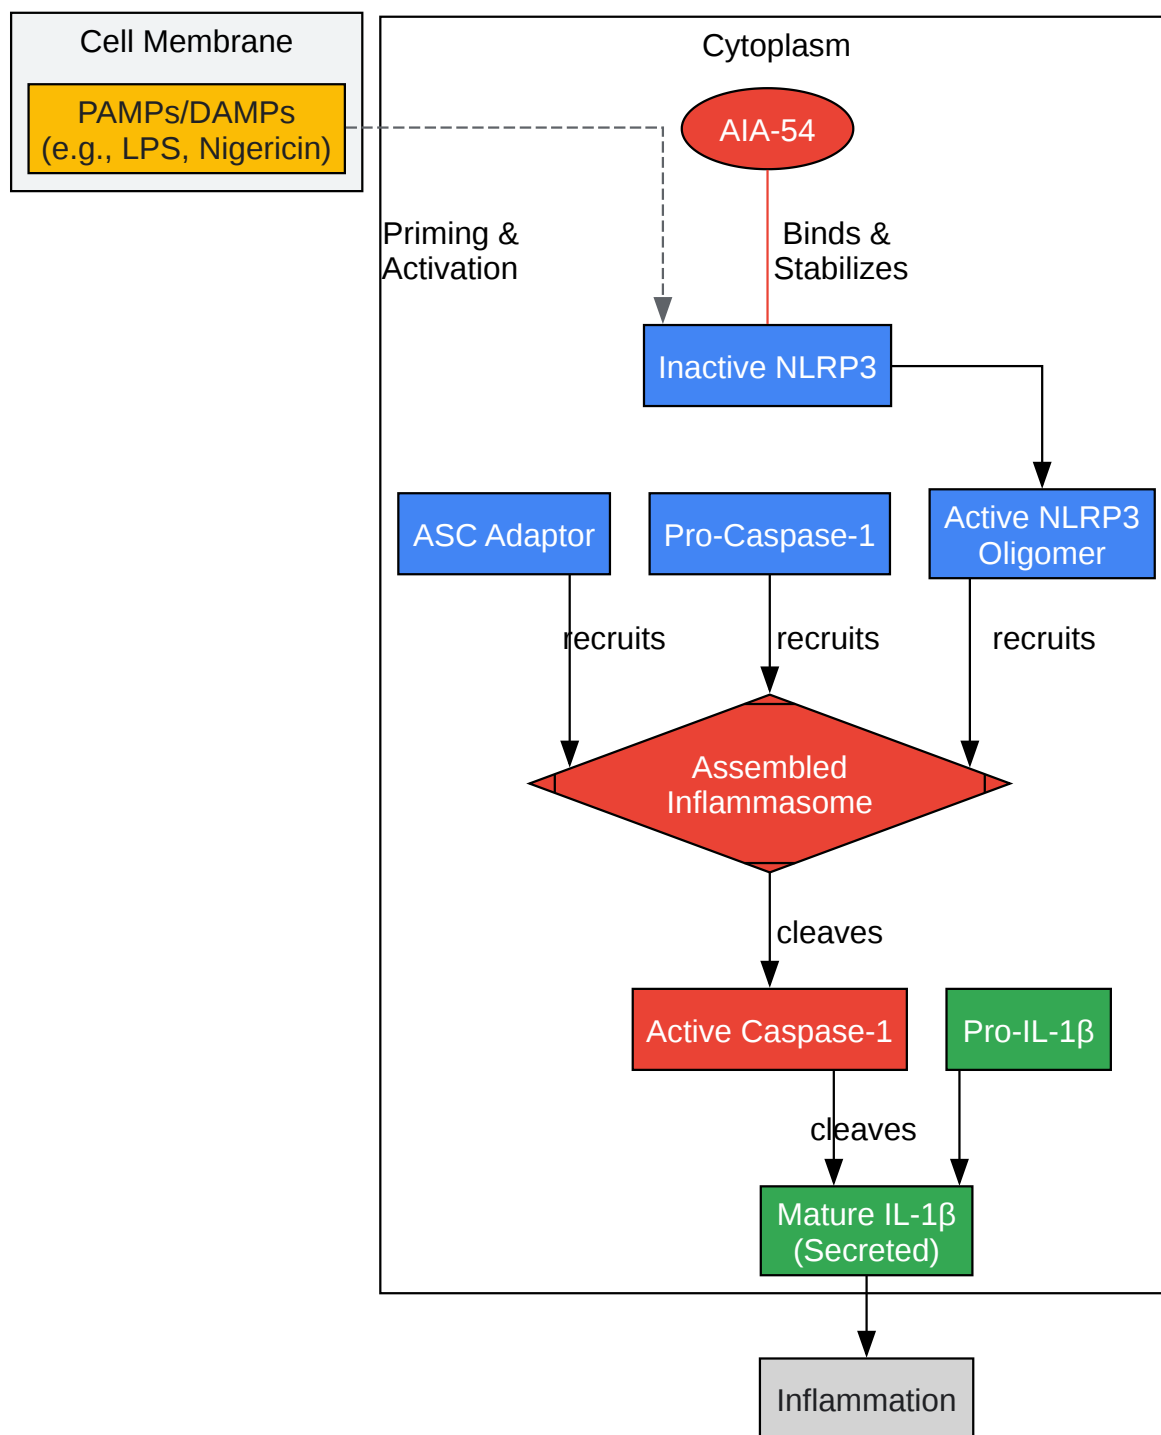 Cell Membrane
PAMPs/DAMPs
(e.g., LPS, Nigericin)
Cytoplasm
AIA-54
Priming &
Activation
Binds &
Stabilizes
Inactive NLRP3
ASC Adaptor
Pro-Caspase-1
Active NLRP3
Oligomer
recruits
recruits
recruits
Assembled
Inflammasome
cleaves
Active Caspase-1
Pro-IL-1β
cleaves
Mature IL-1β
(Secreted)
Inflammation